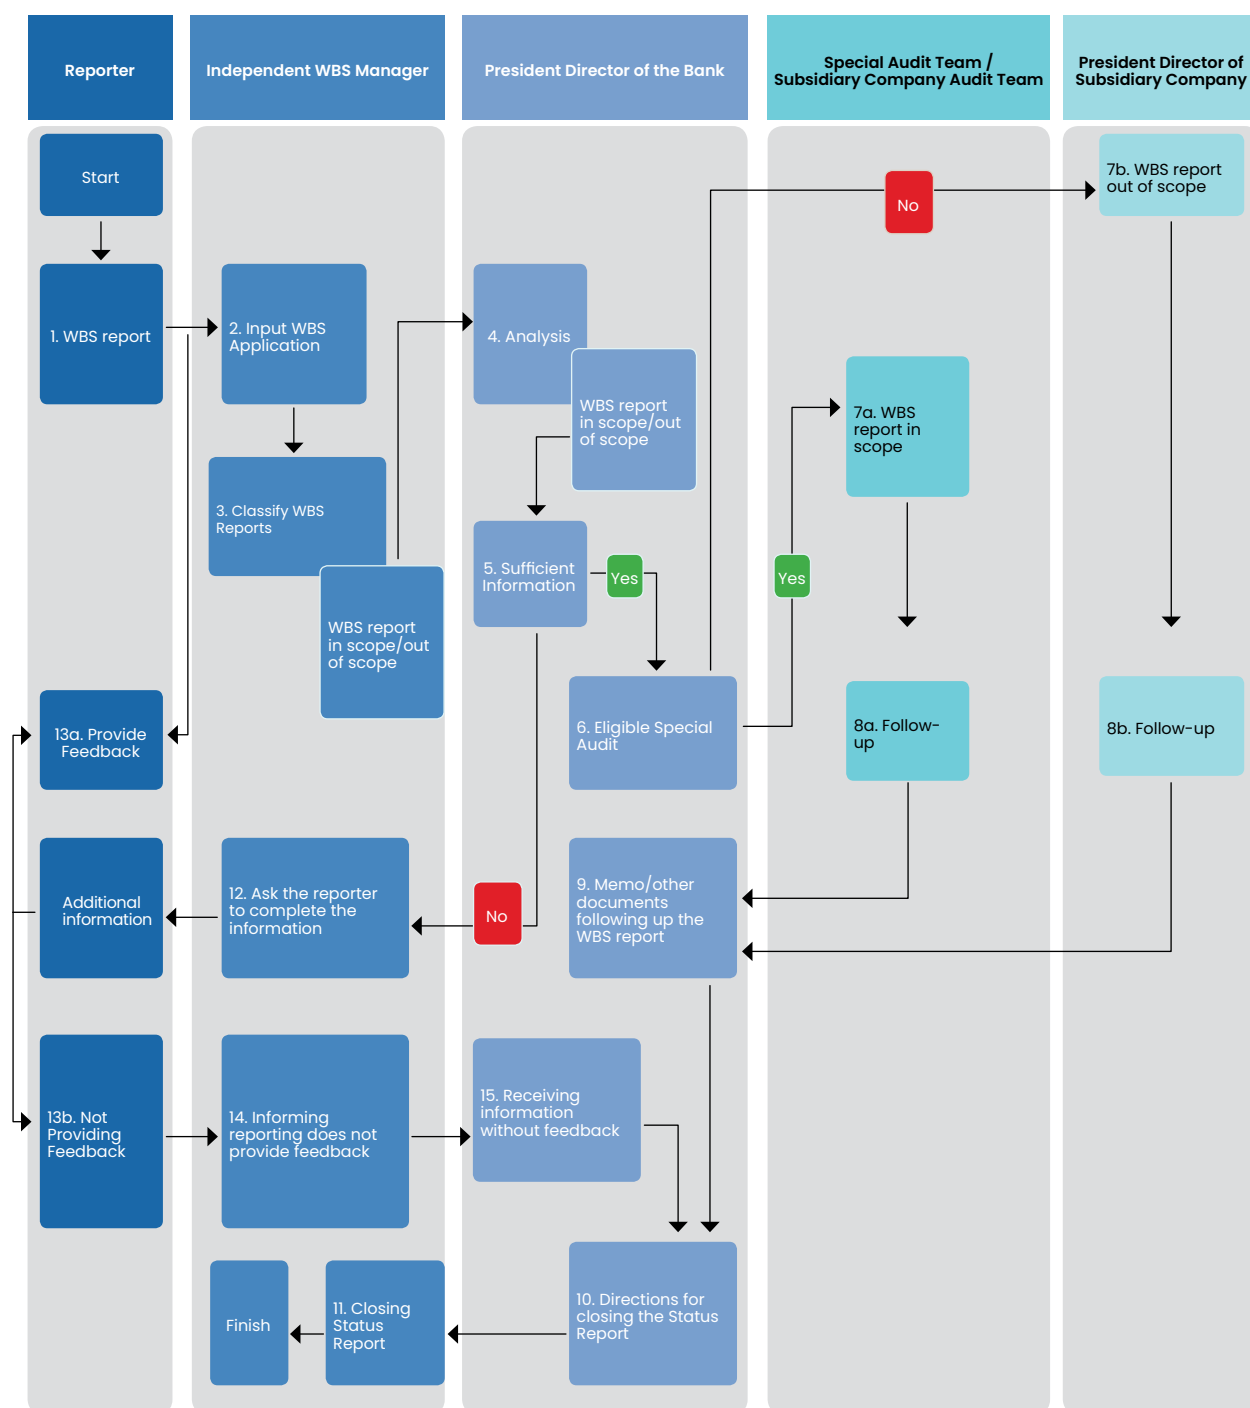 Reporter
Independent WBS Manager
President Director of the Bank
Special Audit Team /
Subsidiary Company Audit Team
President Director of
Subsidiary Company
Start
7b. WBS report
out of scope
No
1. WBS report
2. Input WBS
Application
4. Analysis
WBS report
in scope/out
of scope
7a. WBS
report in
scope
3. Classify WBS
Reports
5. Sufficient
Information
Yes
Yes
WBS report
in scope/out
of scope
13a. Provide
Feedback
6. Eligible Special
Audit
8a. Follow-
up
8b. Follow-up
Additional
information
12. Ask the reporter
to complete the
information
No
9. Memo/other
documents
following up the
WBS report
13b. Not
Providing
Feedback
14. Informing
reporting does not
provide feedback
15. Receiving
information
without feedback
Finish
11. Closing
Status
Report
10. Directions for
closing the Status
Report